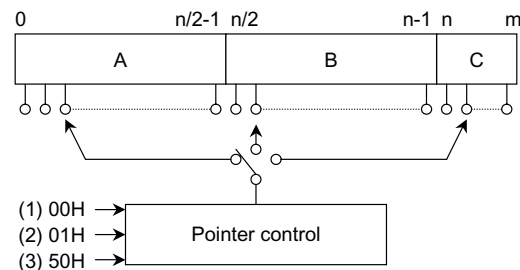 0 n/2-1 n/2 n-1 n m
A B C
(1) 00H
(2) 01H Pointer control
(3) 50H